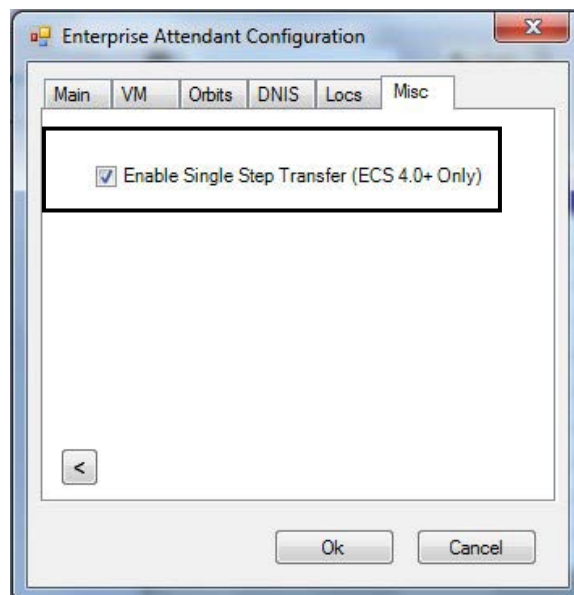 Enterprise Attendant Configuration
x
Main VM Orbits DNIS Locs Misc
Enable Single Step Transfer (ECS 4.0+ Only)
<
Ok Cancel